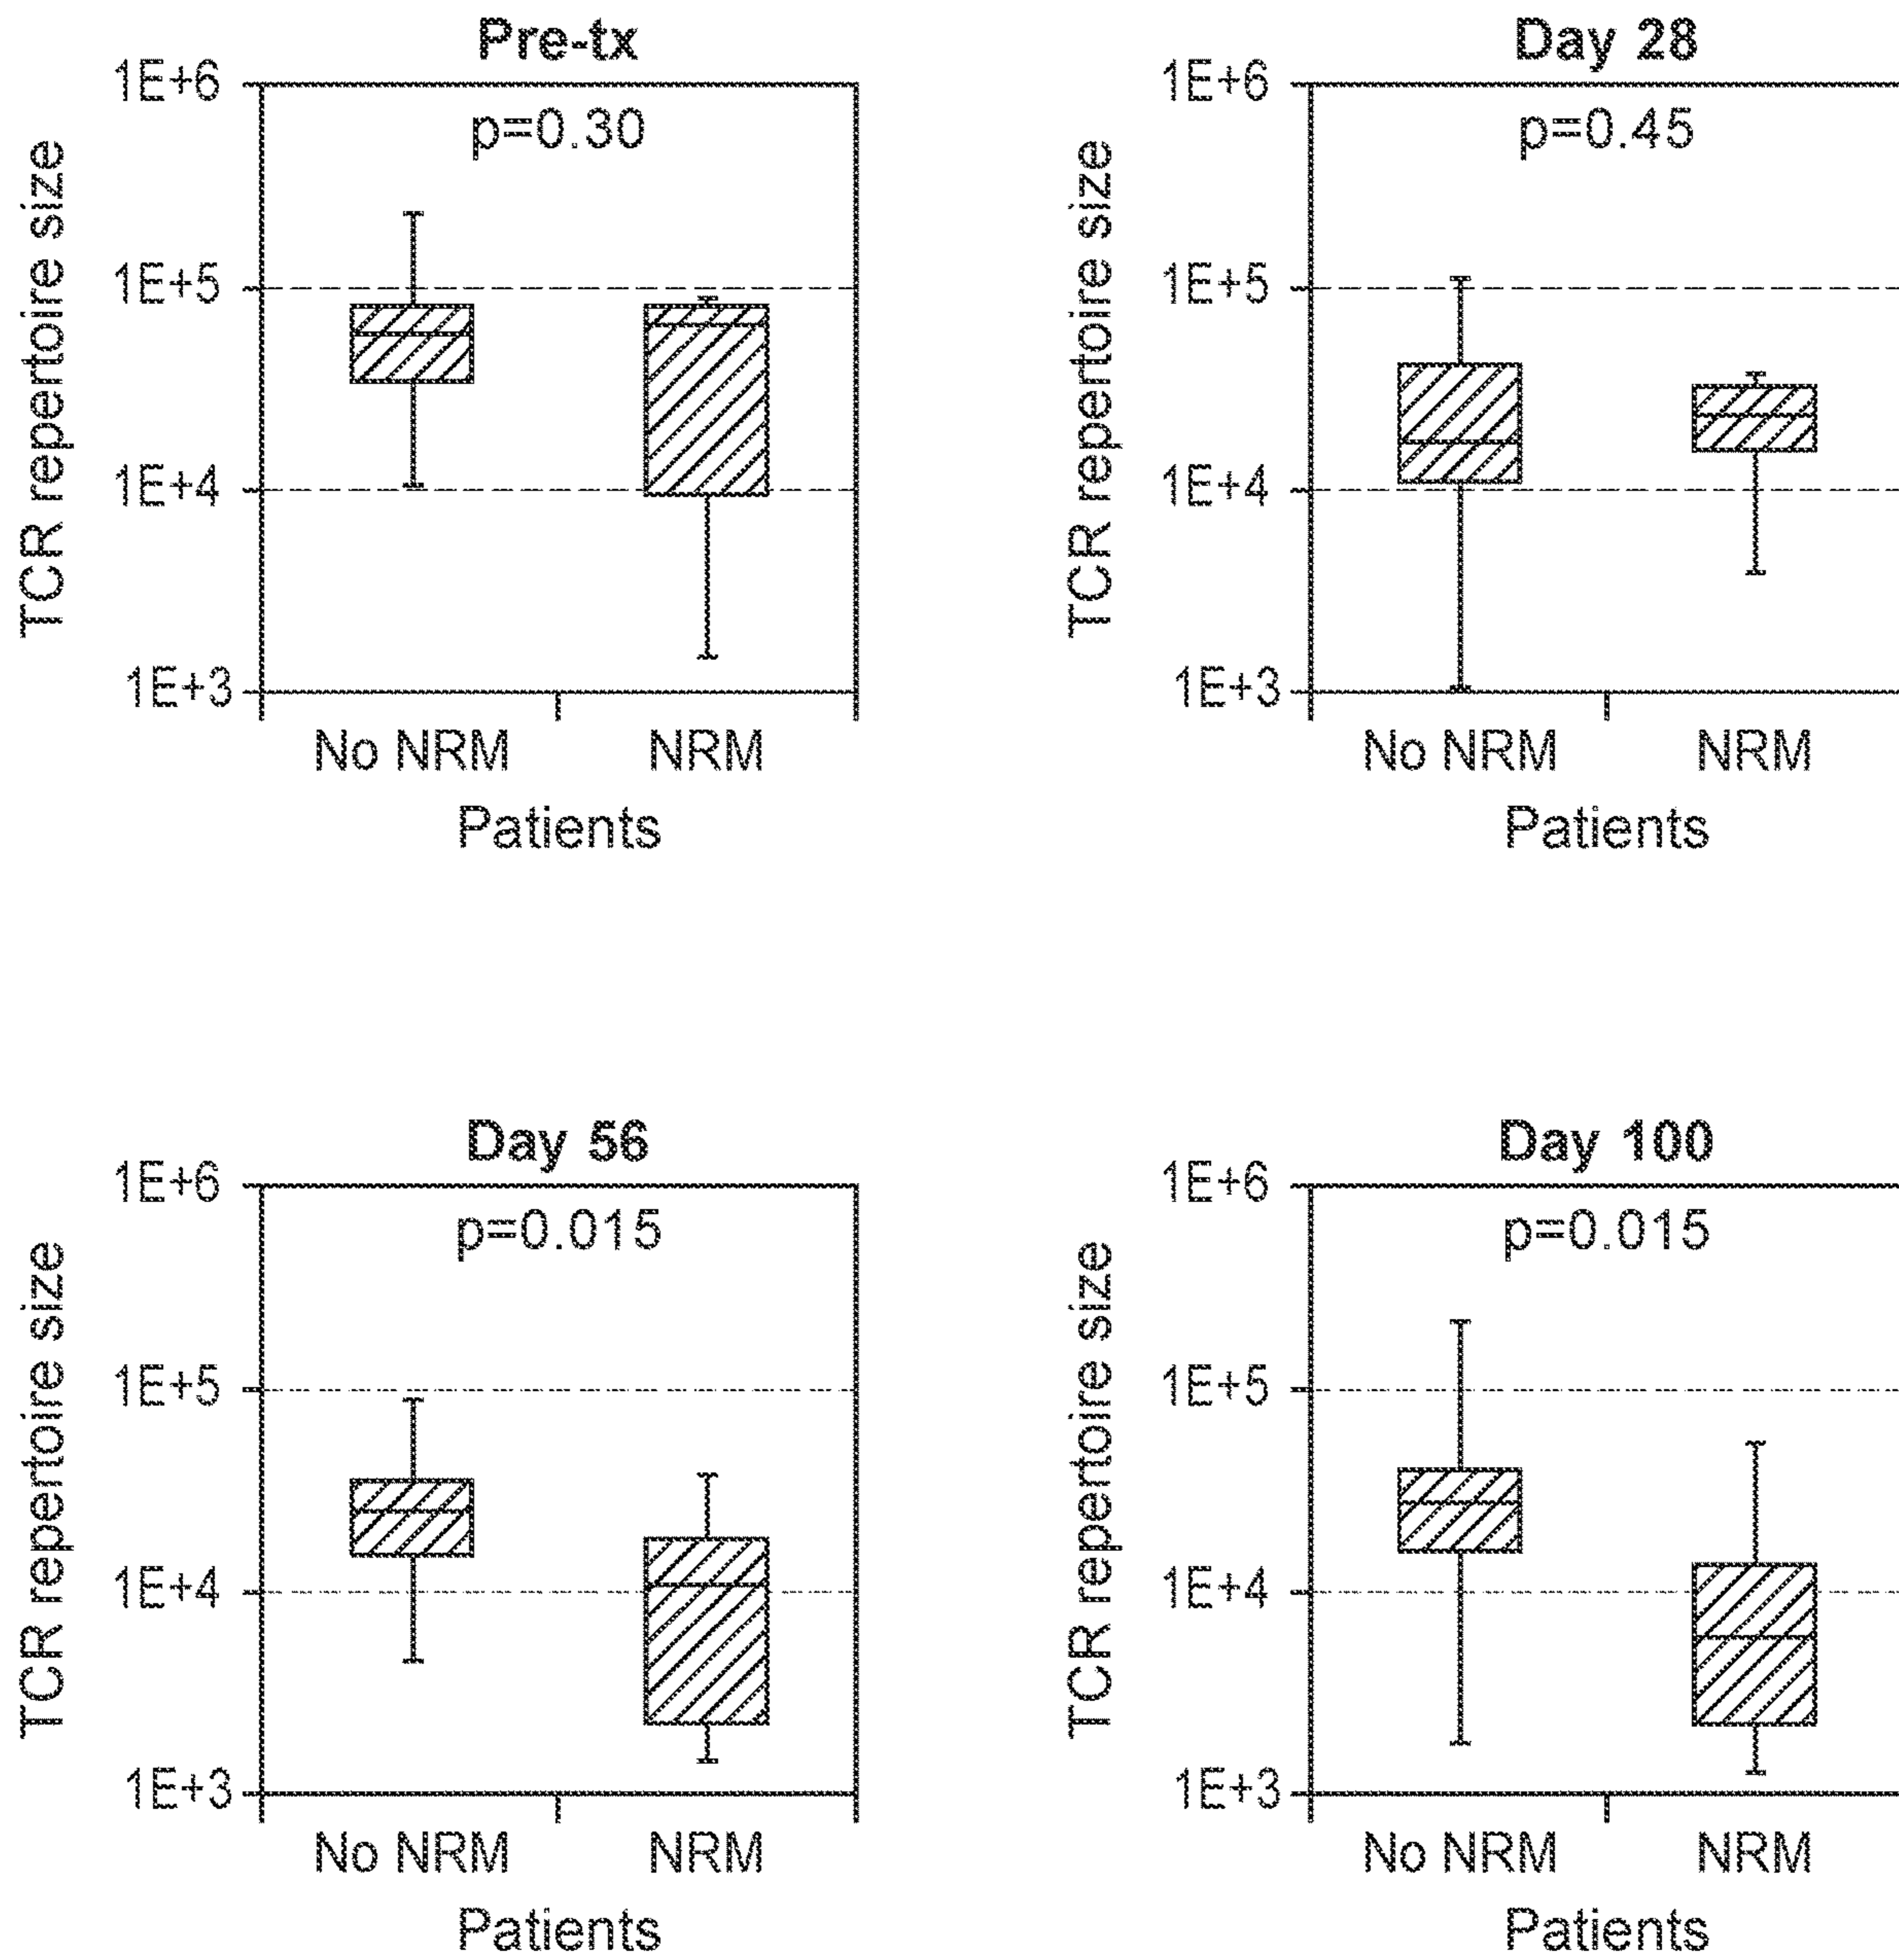 Pre-tx
p=0.30
TCR repertoire size
1E+6
1E+5
1E+4
1E+3
No NRM NRM
Patients
Day 28
p=0.45
TCR repertoire size
1E+6
1E+5
1E+4
1E+3
No NRM NRM
Patients
Day 56
p=0.015
TCR repertoire size
1E+6
1E+5
1E+4
1E+3
No NRM NRM
Patients
Day 100
p=0.015
TCR repertoire size
1E+6
1E+5
1E+4
1E+3
No NRM NRM
Patients